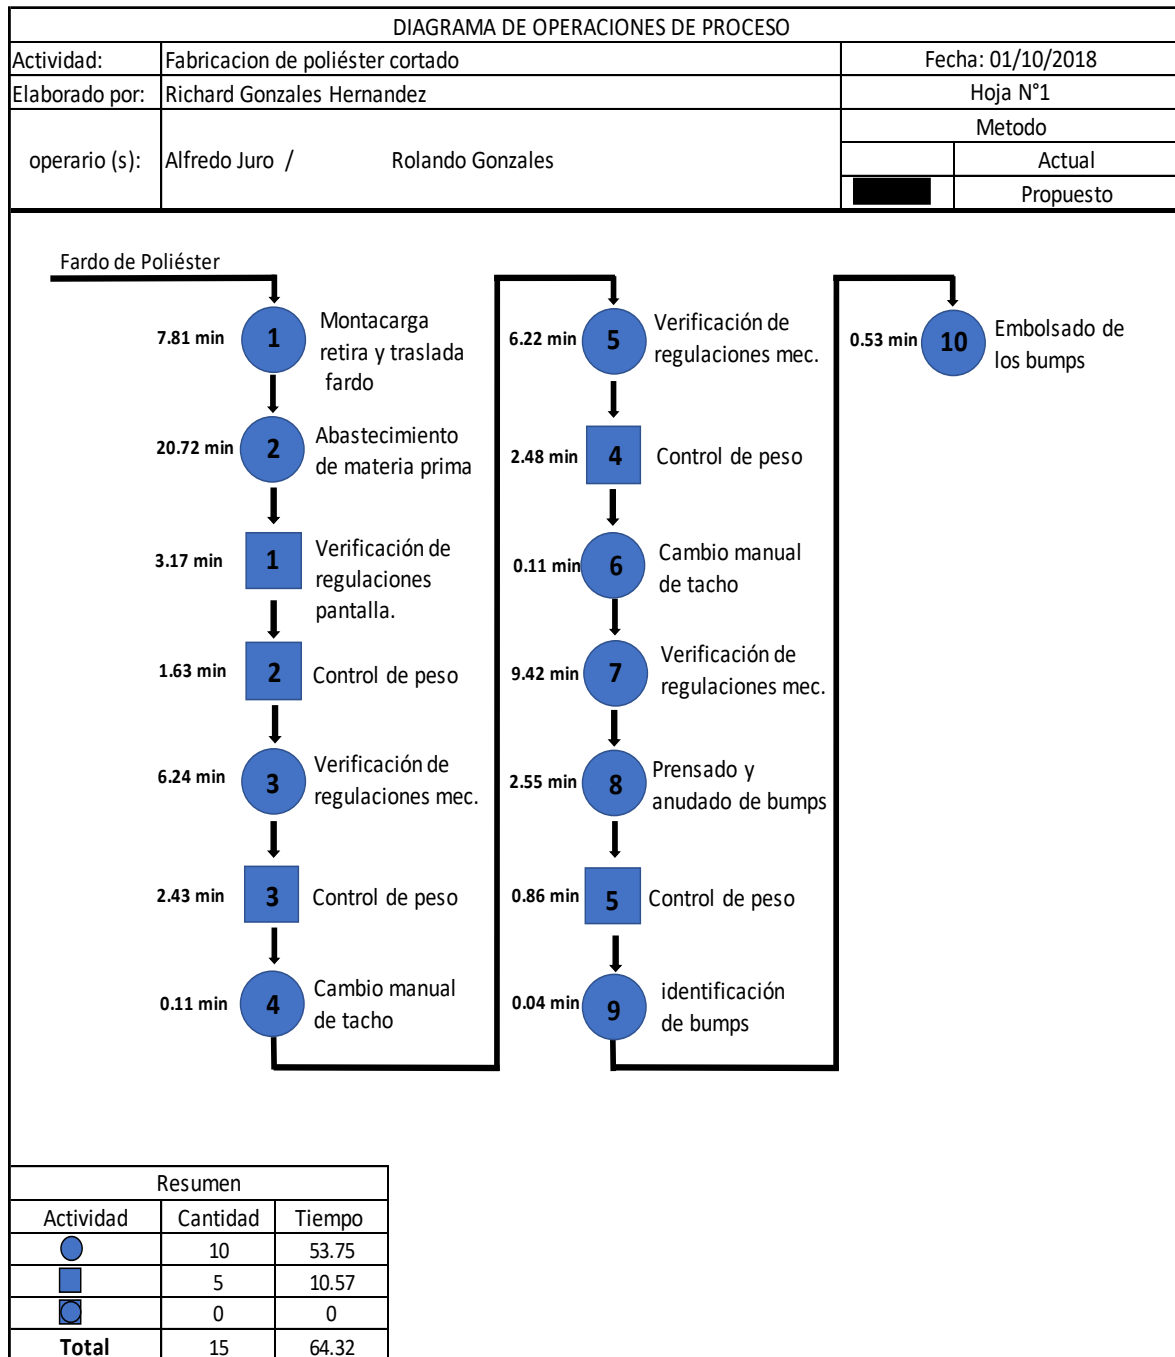 DIAGRAMA DE OPERACIONES DE PROCESO
Actividad: Fabricacion de poliéster cortado Fecha: 01/10/2018
Elaborado por: Richard Gonzales Hernandez Hoja N°1
Metodo
operario (s): Alfredo Juro / Rolando Gonzales Actual
Propuesto
Fardo de Poliéster
7.81 min 1 Montacarga
retira y traslada
fardo
20.72 min 2 Abastecimiento
de materia prima
3.17 min 1 Verificación de
regulaciones
pantalla.
1.63 min 2 Control de peso
6.24 min 3 Verificación de
regulaciones mec.
2.43 min 3 Control de peso
0.11 min 4 Cambio manual
de tacho
6.22 min 5 Verificación de
regulaciones mec.
2.48 min 4 Control de peso
0.11 min 6 Cambio manual
de tacho
9.42 min 7 Verificación de
regulaciones mec.
2.55 min 8 Prensado y
anudado de bumps
0.86 min 5 Control de peso
0.04 min 9 identificación
de bumps
0.53 min 10 Embolsado de
los bumps
Resumen
Actividad Cantidad Tiempo
10 53.75
5 10.57
0 0
Total 15 64.32